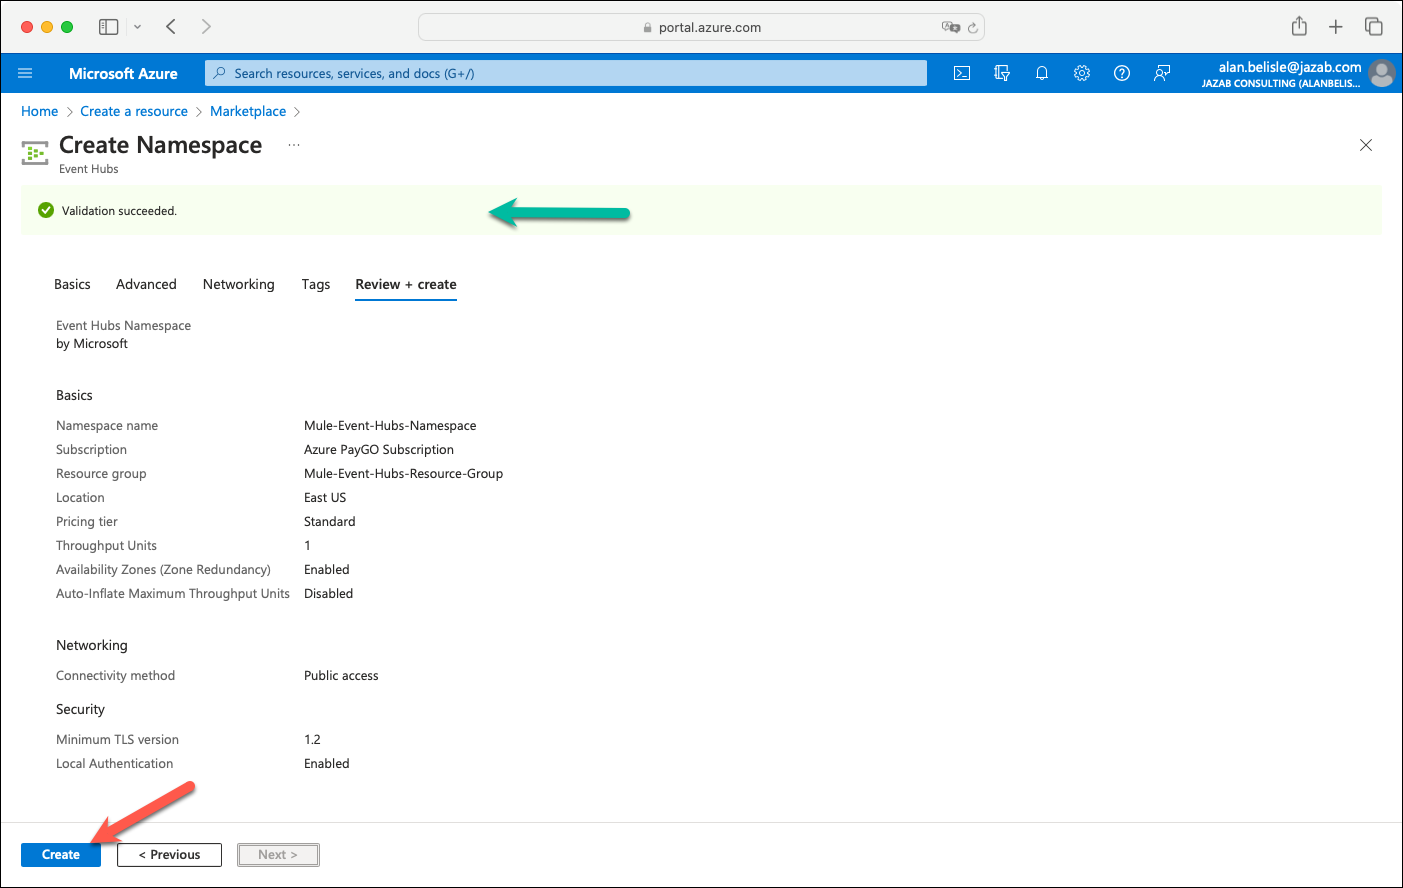 portal.azure.com
Microsoft Azure
Search resources, services, and docs (G+/)
alan.belisle@jazab.com
JAZAB CONSULTING (ALANBELIS...
Home > Create a resource > Marketplace >
Create Namespace ...
Event Hubs
Validation succeeded.
Basics Advanced Networking Tags Review + create
Event Hubs Namespace
by Microsoft
Basics
Namespace name Mule-Event-Hubs-Namespace
Subscription Azure PayGO Subscription
Resource group Mule-Event-Hubs-Resource-Group
Location East US
Pricing tier Standard
Throughput Units 1
Availability Zones (Zone Redundancy) Enabled
Auto-Inflate Maximum Throughput Units Disabled
Networking
Connectivity method Public access
Security
Minimum TLS version 1.2
Local Authentication Enabled
Create < Previous Next >